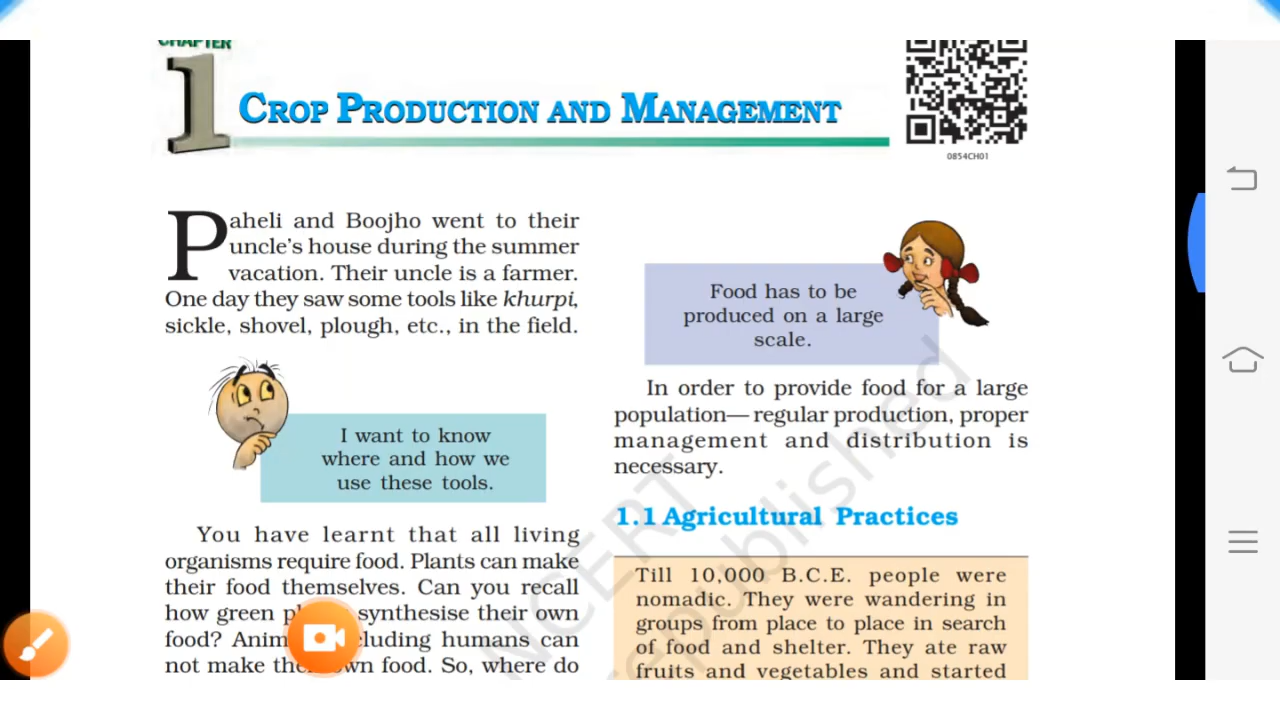 CHAPTER
1
CROP PRODUCTION AND MANAGEMENT
0854CH01
Paheli and Boojho went to their
uncle's house during the summer
vacation. Their uncle is a farmer.
One day they saw some tools like khurpi,
sickle, shovel, plough, etc., in the field.
I want to know
where and how we
use these tools.
You have learnt that all living
organisms require food. Plants can make
their food themselves. Can you recall
how green synthesise their own
food? including humans can
not make own food. So, where do
Food has to be
produced on a large
scale.
In order to provide food for a large
population— regular production, proper
management and distribution is
necessary.
1.1 Agricultural Practices
Till 10,000 B.C.E. people were
nomadic. They were wandering in
groups from place to place in search
of food and shelter. They ate raw
fruits and vegetables and started
NCERT
republished